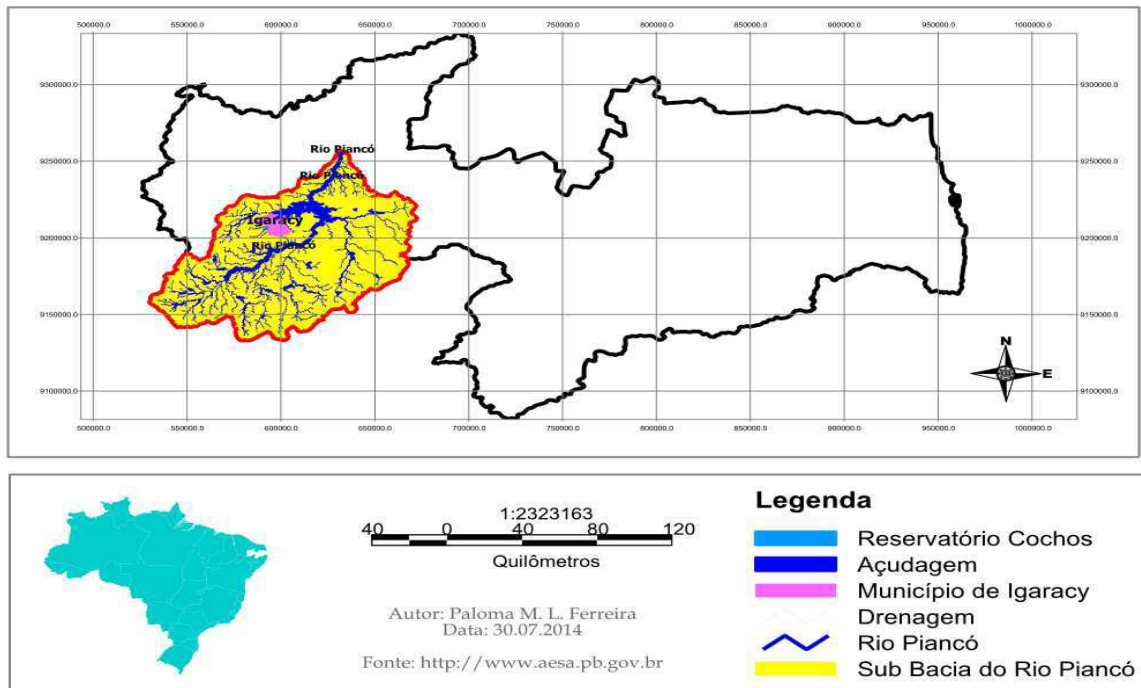 500000.0 550000.0 600000.0 650000.0 700000.0 750000.0 800000.0 850000.0 900000.0 950000.0 1000000.0
9300000.0 9300000.0
Rio Piancó
9250000.0 9250000.0
Rio Piancó
Igaracy
9200000.0 9200000.0
Rio Piancó
9150000.0 9150000.0
N
E
9100000.0 9100000.0
500000.0 550000.0 600000.0 650000.0 700000.0 750000.0 800000.0 850000.0 900000.0 950000.0 1000000.0
1:2323163
40 0 40 80 120
Quilômetros
Autor: Paloma M. L. Ferreira
Data: 30.07.2014
Fonte: http://www.aesa.pb.gov.br
Legenda
Reservatório Cochos
Açudagem
Município de Igaracy
Drenagem
Rio Piancó
Sub Bacia do Rio Piancó